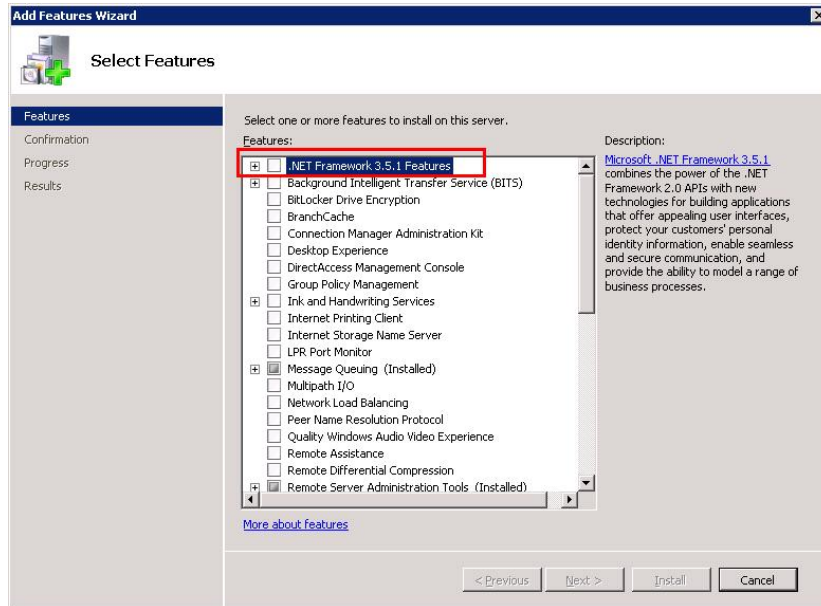 Add Features Wizard
Select Features
Features
Confirmation
Progress
Results
Select one or more features to install on this server.
Features:
.NET Framework 3.5.1 Features
Background Intelligent Transfer Service (BITS)
BitLocker Drive Encryption
BranchCache
Connection Manager Administration Kit
Desktop Experience
DirectAccess Management Console
Group Policy Management
Ink and Handwriting Services
Internet Printing Client
Internet Storage Name Server
LPR Port Monitor
Message Queuing (Installed)
Multipath I/O
Network Load Balancing
Peer Name Resolution Protocol
Quality Windows Audio Video Experience
Remote Assistance
Remote Differential Compression
Remote Server Administration Tools (Installed)
More about features
Description:
Microsoft .NET Framework 3.5.1
combines the power of the .NET
Framework 2.0 APIs with new
technologies for building applications
that offer appealing user interfaces,
protect your customers' personal
identity information, enable seamless
and secure communication, and
provide the ability to model a range of
business processes.
< Previous
Next >
Install
Cancel